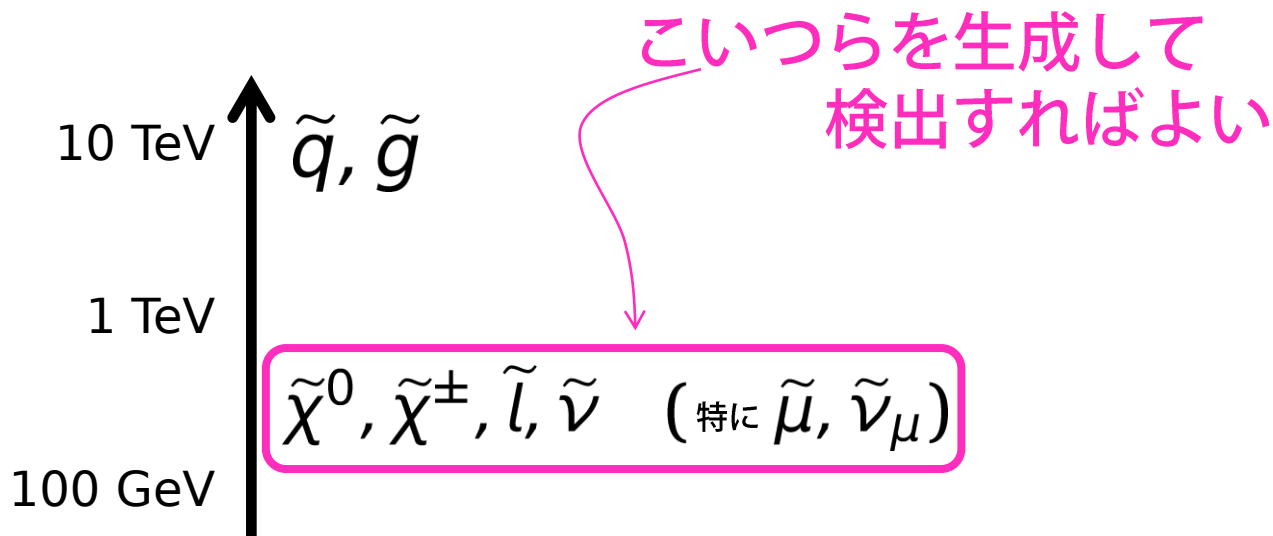 こいつらを生成して
検出すればよい
10 TeV
q̃, g̃
1 TeV
χ̃⁰, χ̃±, l̃, ν̃ (特に μ̃, ν̃μ)
100 GeV